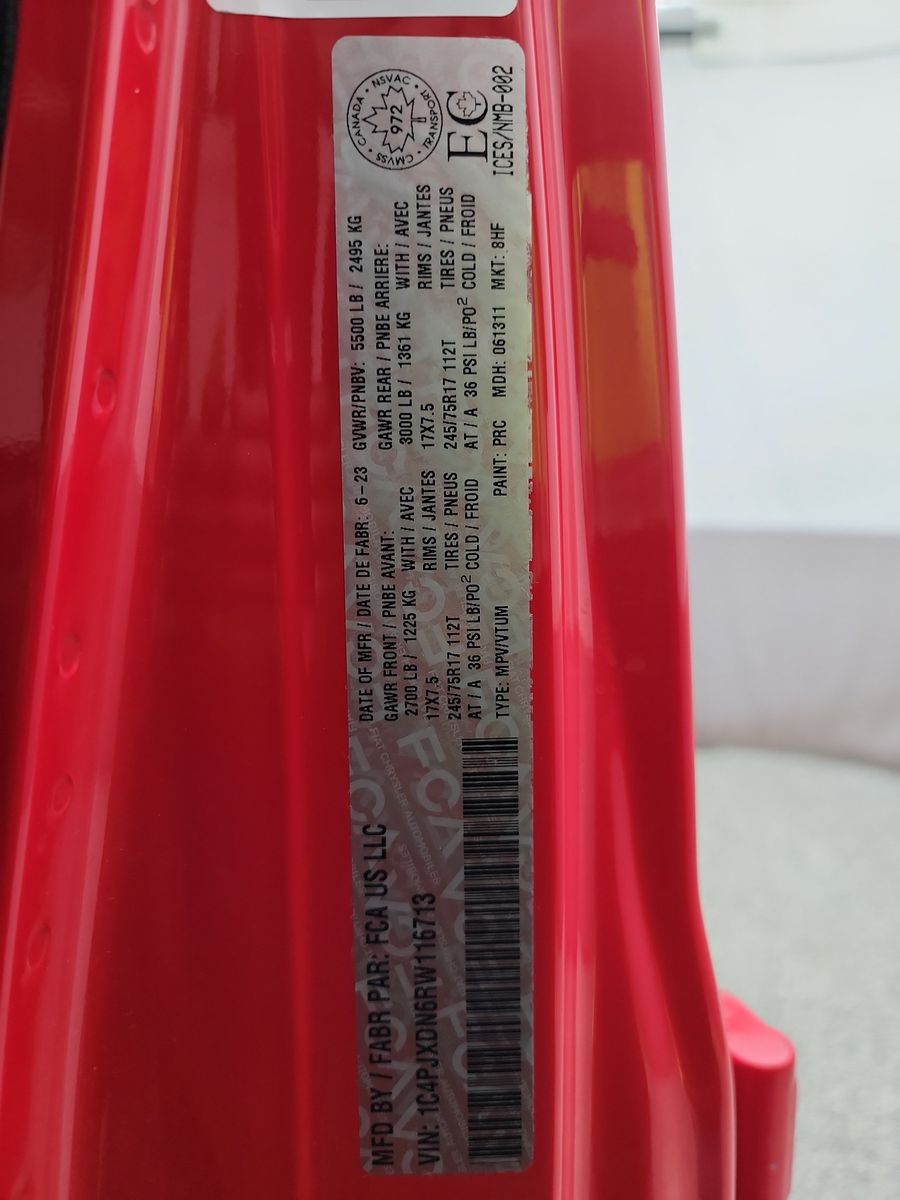 MFD BY / FABR PAR: FCA US LLC
VIN: 1C4PJXDN6RW116713
DATE OF MFR / DATE DE FABR: 6-23 GVWR/PNBV: 5500 LB / 2495 KG
GAWR FRONT / PNBE AVANT: GAWR REAR / PNBE ARRIERE:
2700 LB / 1225 KG WITH / AVEC 3000 LB / 1361 KG WITH / AVEC
17X7.5 RIMS / JANTES 17X7.5 RIMS / JANTES
245/75R17 112T TIRES / PNEUS 245/75R17 112T TIRES / PNEUS
AT / A 36 PSI LB/PO² COLD / FROID AT / A 36 PSI LB/PO² COLD / FROID
TYPE: MPV/VTUM PAINT: PRC MDH: 061311 MKT: 8HF
CANADA • NSVAC • TRANSPORT • CMVSS •
972
EC
ICES/NMB-002
FCA